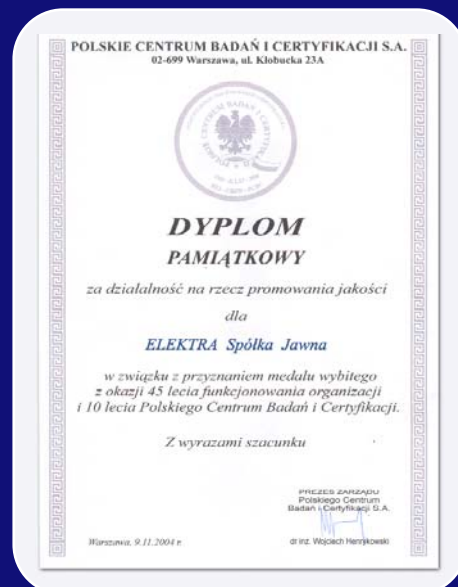 POLSKIE CENTRUM BADAŃ I CERTYFIKACJI S.A.
02-699 Warszawa, ul. Kłobucka 23A
DYPLOM
PAMIĄTKOWY
za działalność na rzecz promowania jakości
dla
ELEKTRA Spółka Jawna
w związku z przyznaniem medalu wybitego
z okazji 45 lecia funkcjonowania organizacji
i 10 lecia Polskiego Centrum Badań i Certyfikacji.
Z wyrazami szacunku
PREZES ZARZĄDU
Polskiego Centrum
Badań i Certyfikacji S.A.
Warszawa, 9.11.2004 r.
dr inż. Wojciech Henrykowski